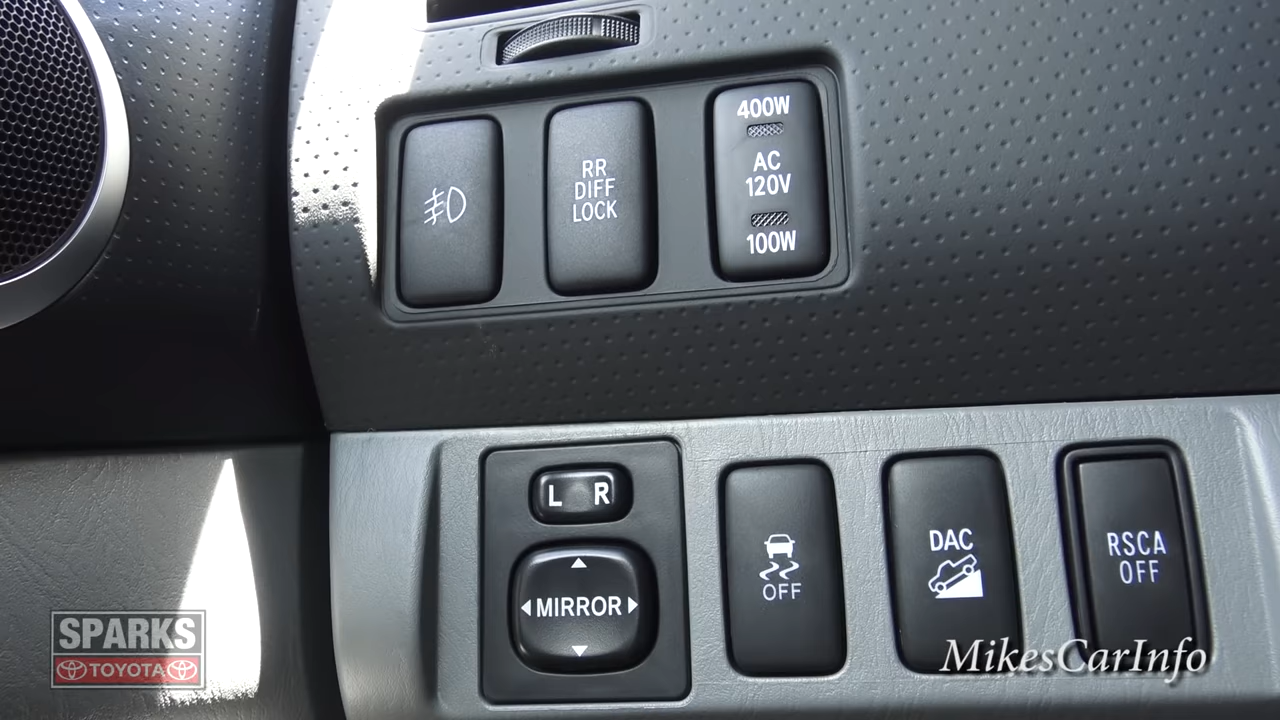 400W
AC
120V
100W
RR
DIFF
LOCK
L R
MIRROR
OFF
DAC
RSCA
OFF
SPARKS
TOYOTA
MikesCarInfo